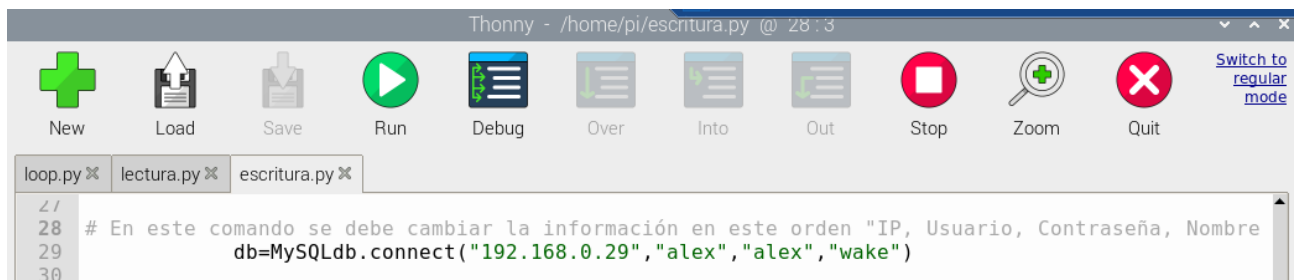 Thonny - /home/pi/escritura.py @ 28:3
Switch to
regular
mode
New Load Save Run Debug Over Into Out Stop Zoom Quit
loop.py lectura.py escritura.py
27
28 # En este comando se debe cambiar la información en este orden "IP, Usuario, Contraseña, Nombre
29 db=MySQLdb.connect("192.168.0.29","alex","alex","wake")
30